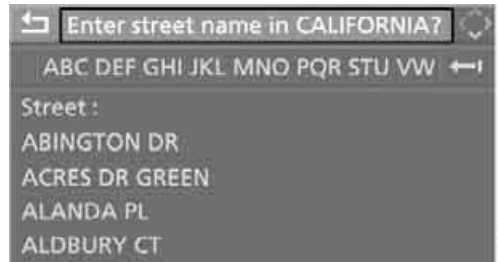 Enter street name in CALIFORNIA?
ABC DEF GHI JKL MNO PQR STU VW
Street :
ABINGTON DR
ACRES DR GREEN
ALANDA PL
ALDBURY CT